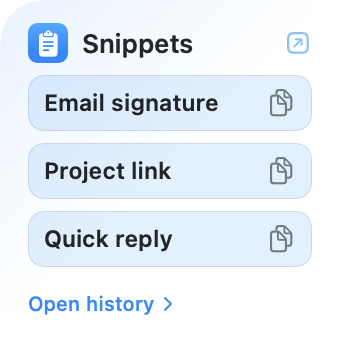 Snippets
Email signature
Project link
Quick reply
Open history